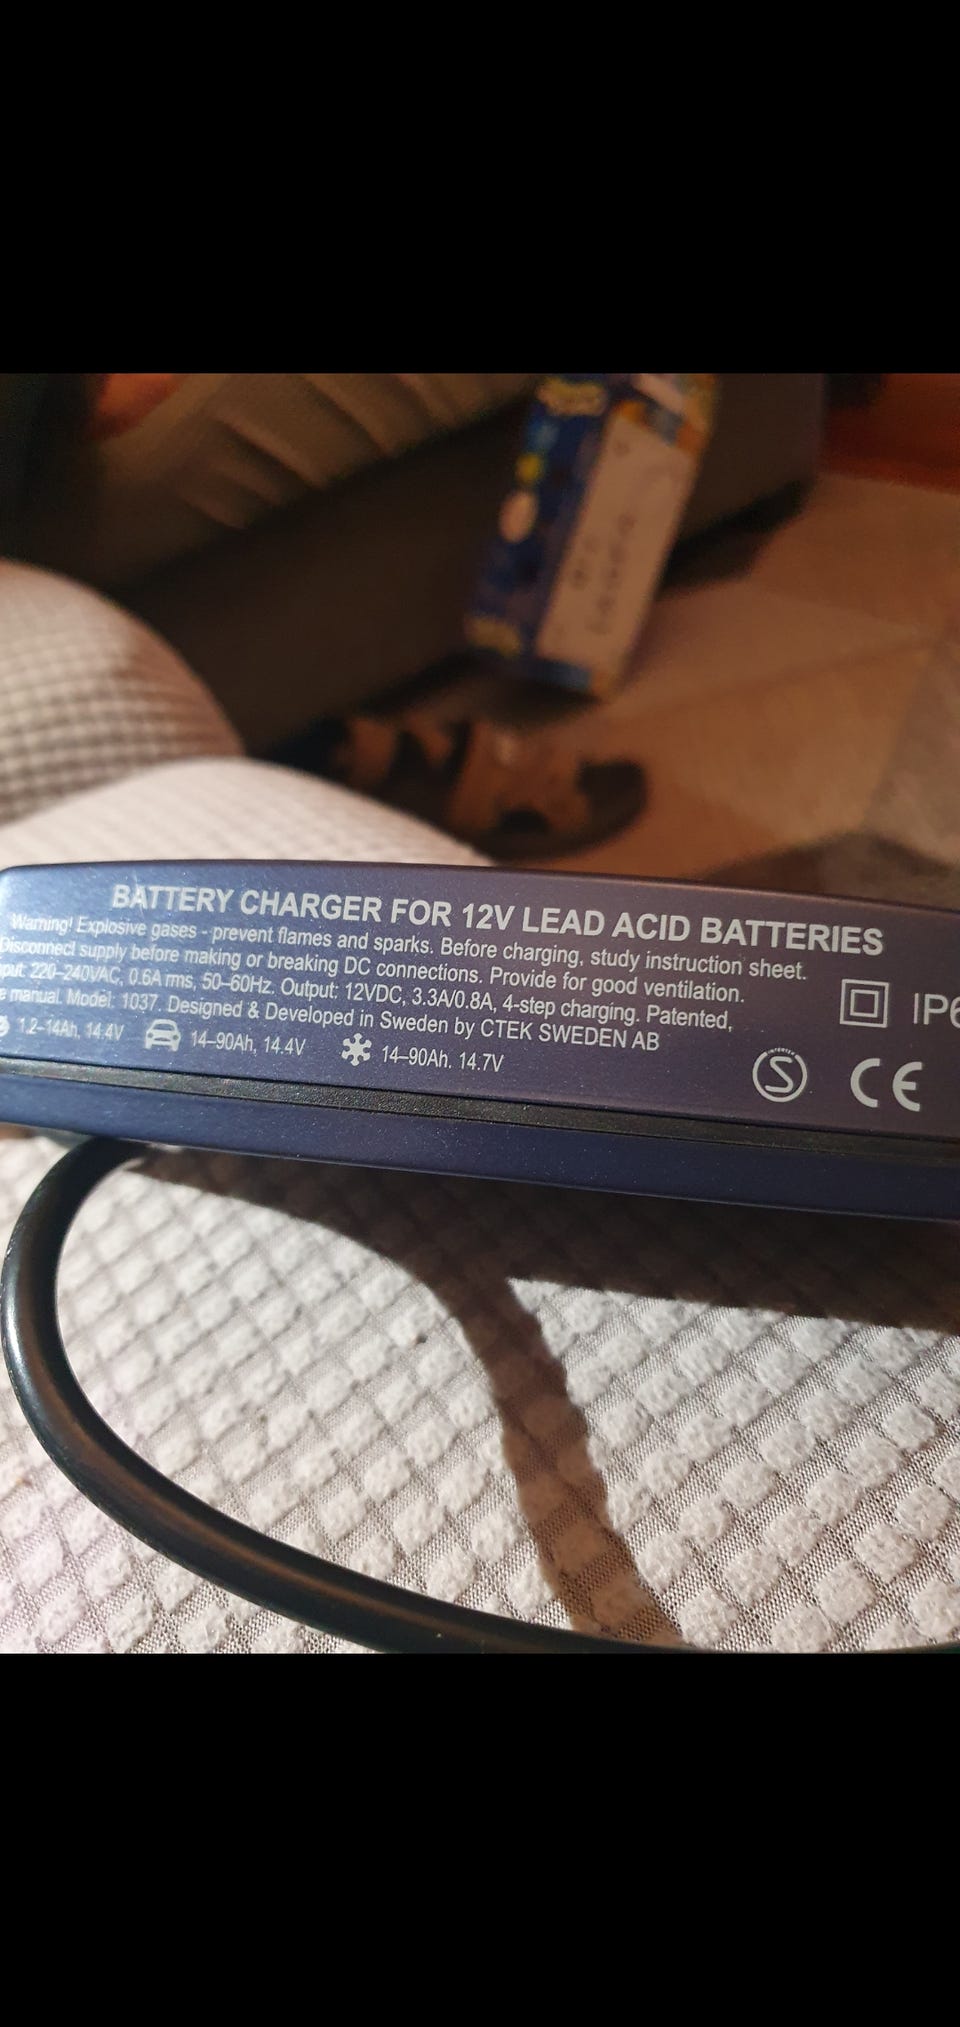 BATTERY CHARGER FOR 12V LEAD ACID BATTERIES
Warning! Explosive gases - prevent flames and sparks. Before charging, study instruction sheet.
Disconnect supply before making or breaking DC connections. Provide for good ventilation.
put: 220-240VAC, 0.6A rms, 50-60Hz. Output: 12VDC, 3.3A/0.8A, 4-step charging. Patented,
e manual. Model: 1037. Designed & Developed in Sweden by CTEK SWEDEN AB
1.2-14Ah, 14.4V 14-90Ah, 14.4V 14-90Ah. 14.7V
IP6
S CE